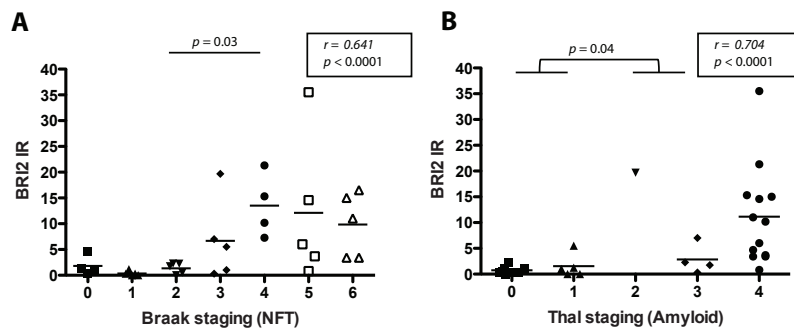 A
p = 0.03
r = 0.641
p < 0.0001
BRI2 IR
40
35
30
25
20
15
10
5
0
0 1 2 3 4 5 6
Braak staging (NFT)
B
p = 0.04
r = 0.704
p < 0.0001
BRI2 IR
40
35
30
25
20
15
10
5
0
0 1 2 3 4
Thal staging (Amyloid)